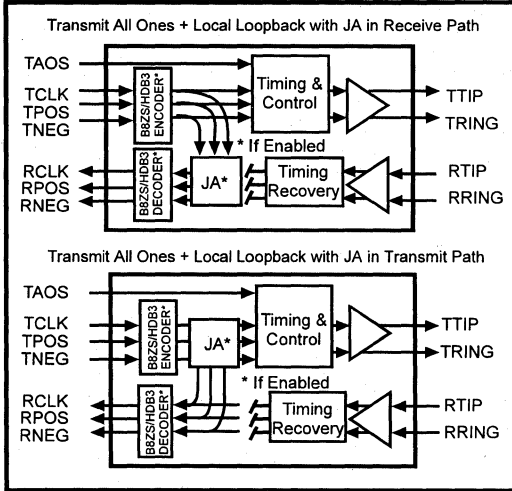 Transmit All Ones + Local Loopback with JA in Receive Path
TAOS
TCLK
TPOS
TNEG
B8ZS/HDB3
ENCODER*
Timing &
Control
TTIP
TRING
* If Enabled
RCLK
RPOS
RNEG
B8ZS/HDB3
DECODER*
JA*
Timing
Recovery
RTIP
RRING
Transmit All Ones + Local Loopback with JA in Transmit Path
TAOS
TCLK
TPOS
TNEG
B8ZS/HDB3
ENCODER*
JA*
Timing &
Control
TTIP
TRING
* If Enabled
RCLK
RPOS
RNEG
B8ZS/HDB3
DECODER*
Timing
Recovery
RTIP
RRING